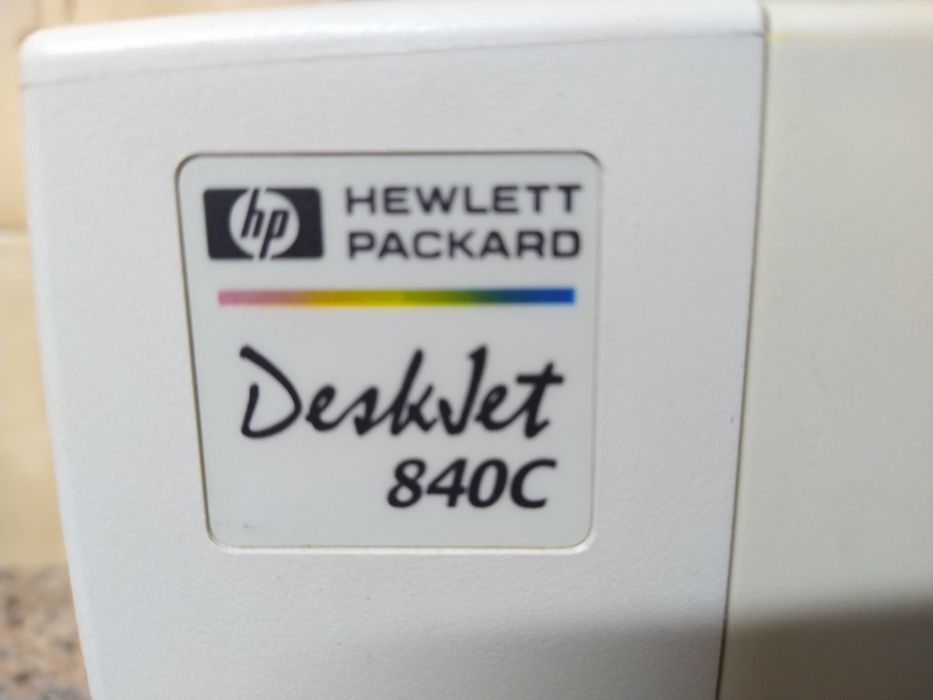 hp HEWLETT
PACKARD
DeskJet
840C